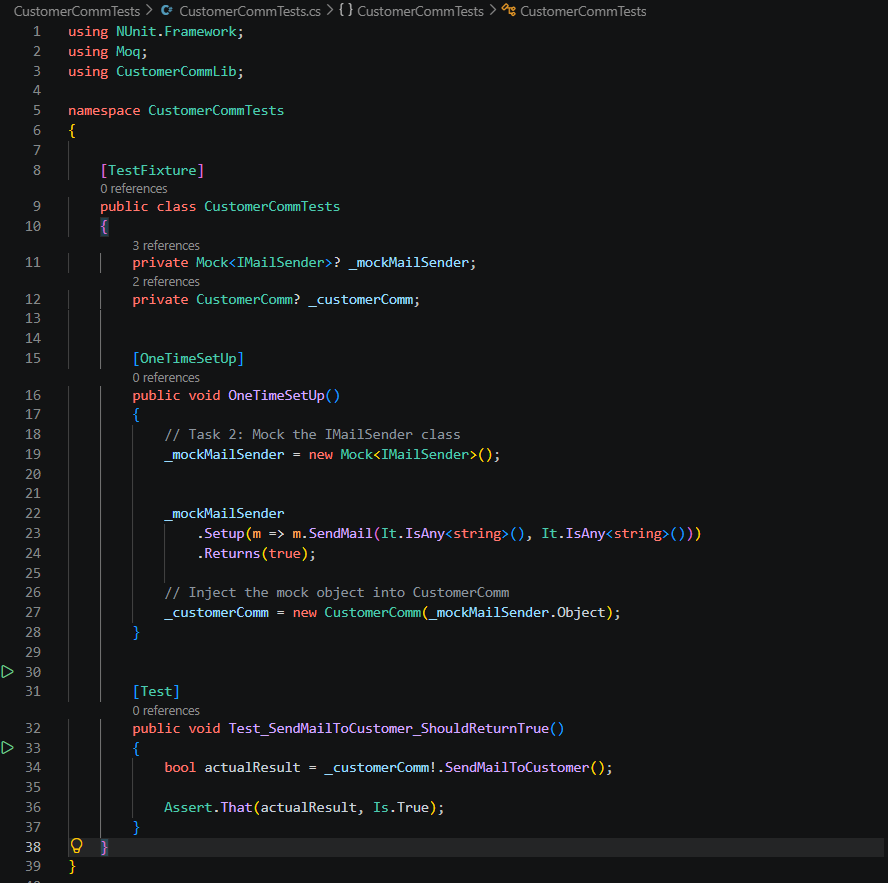 CustomerCommTests > CustomerCommTests.cs > {} CustomerCommTests > CustomerCommTests
1 using NUnit.Framework;
2 using Moq;
3 using CustomerCommLib;
4
5 namespace CustomerCommTests
6 {
7
8 [TestFixture]
0 references
9 public class CustomerCommTests
10 {
3 references
11 private Mock<IMailSender>? _mockMailSender;
2 references
12 private CustomerComm? _customerComm;
13
14
15 [OneTimeSetUp]
0 references
16 public void OneTimeSetUp()
17 {
18 // Task 2: Mock the IMailSender class
19 _mockMailSender = new Mock<IMailSender>();
20
21
22 _mockMailSender
23 .Setup(m => m.SendMail(It.IsAny<string>(), It.IsAny<string>()))
24 .Returns(true);
25
26 // Inject the mock object into CustomerComm
27 _customerComm = new CustomerComm(_mockMailSender.Object);
28 }
29
30
31 [Test]
0 references
32 public void Test_SendMailToCustomer_ShouldReturnTrue()
33 {
34 bool actualResult = _customerComm!.SendMailToCustomer();
35
36 Assert.That(actualResult, Is.True);
37 }
38 }
39 }